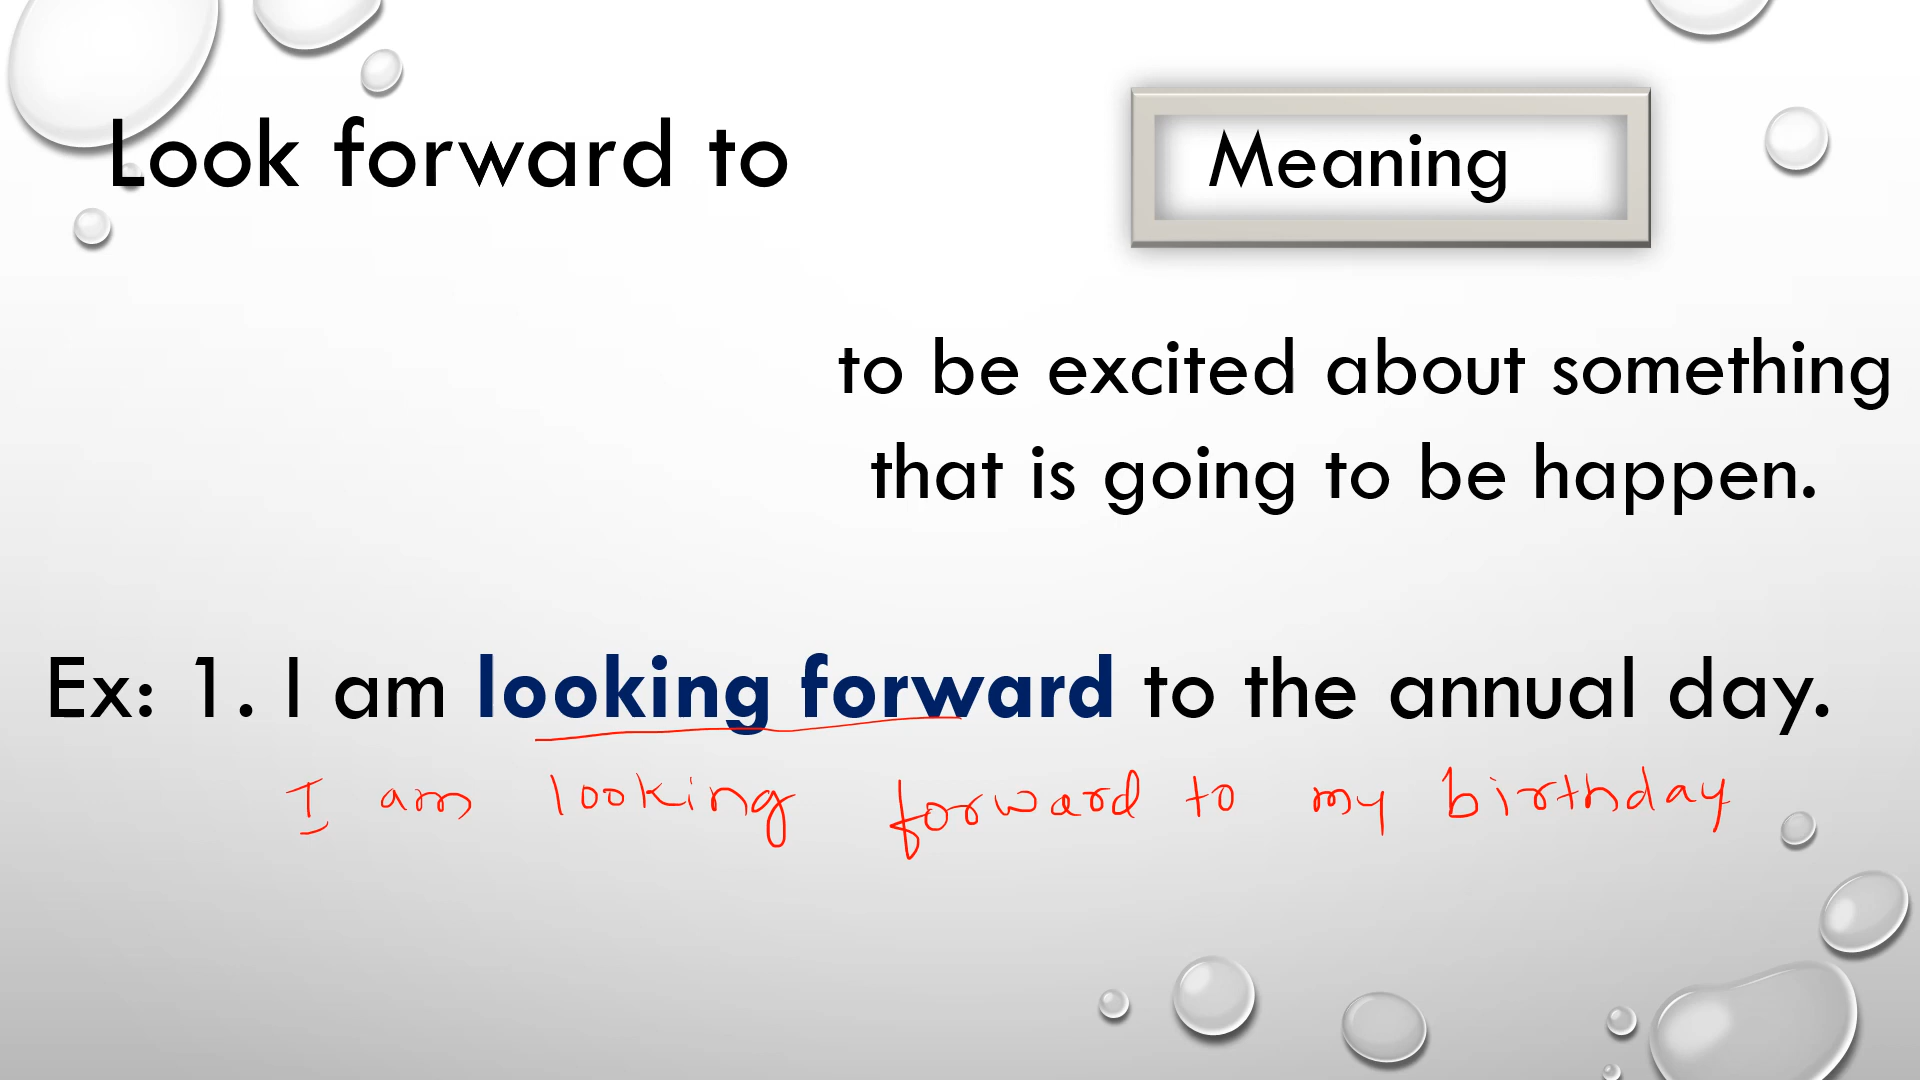 Look forward to
Meaning
to be excited about something
that is going to be happen.
Ex: 1. I am looking forward to the annual day.
I am looking forward to my birthday